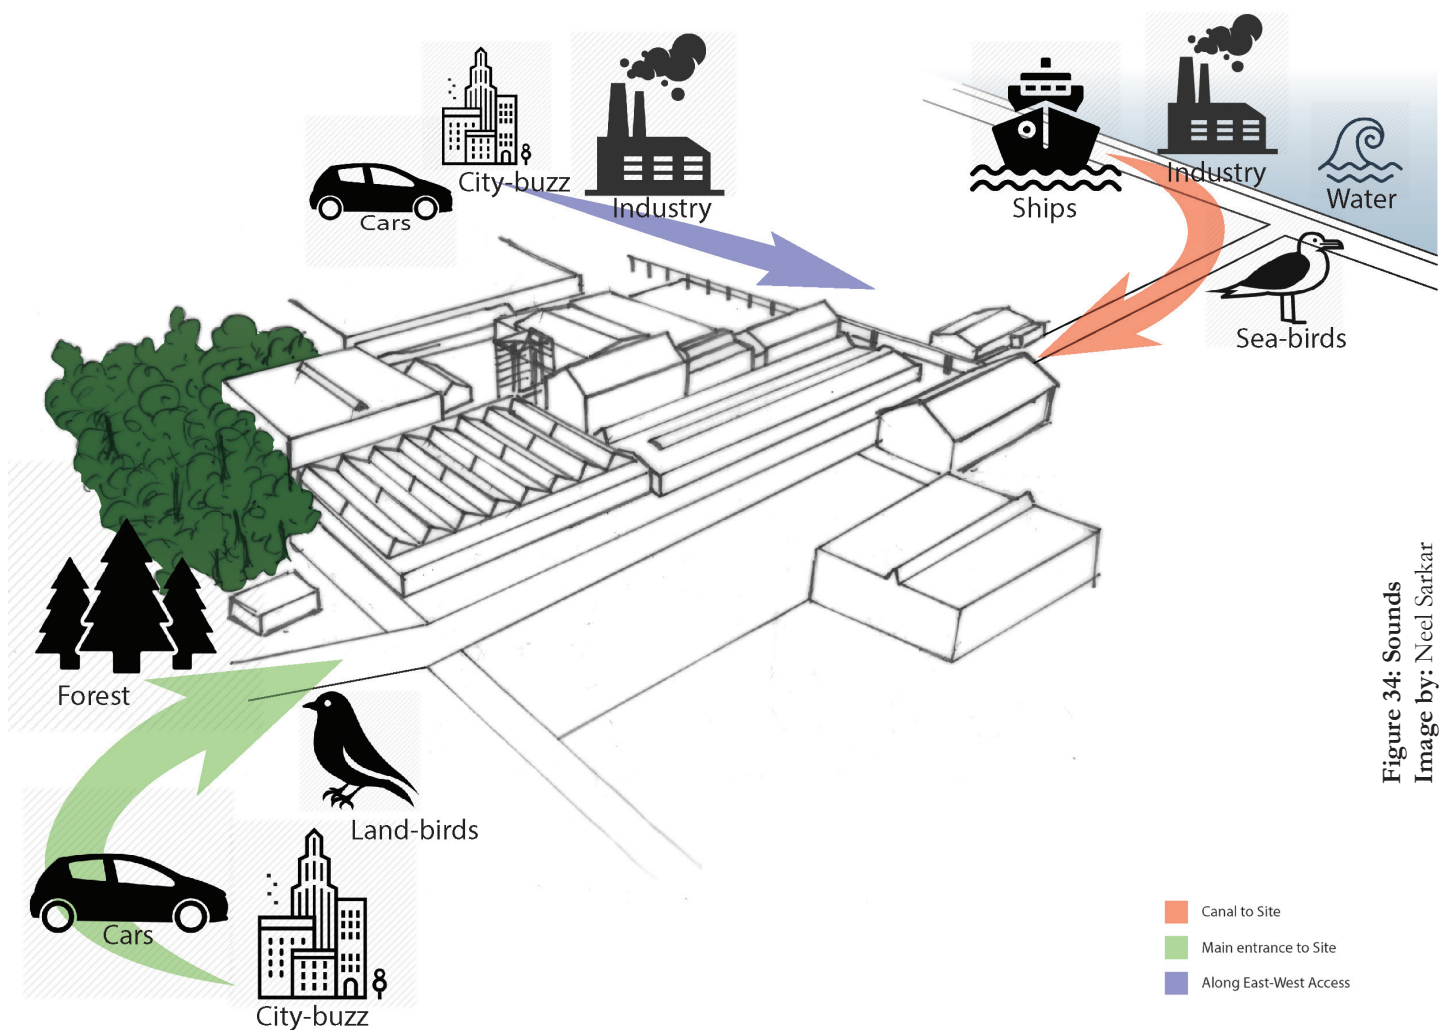 City-buzz
Cars
Industry
Ships
Industry
Water
Sea-birds
Forest
Land-birds
Cars
City-buzz
Figure 34: Sounds
Image by: Neel Sarkar
Canal to Site
Main entrance to Site
Along East-West Access